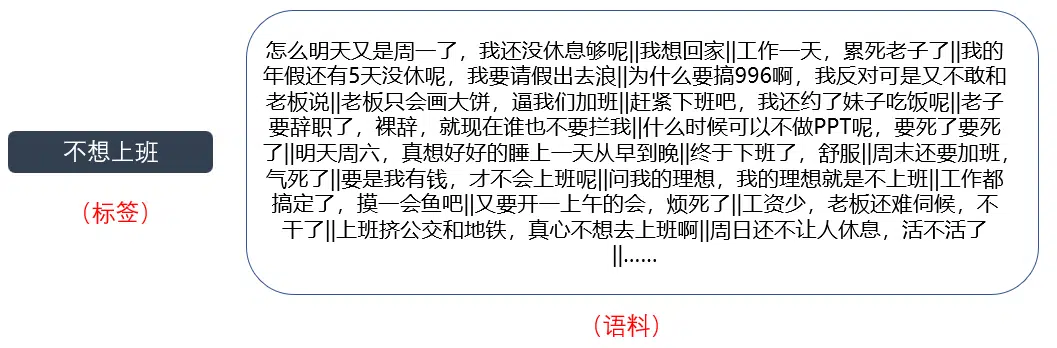 不想上班
（标签）
怎么明天又是周一了，我还没休息够呢||我想回家||工作一天，累死老子了||我的
年假还有5天没休呢，我要请假出去浪||为什么要搞996啊，我反对可是又不敢和
老板说||老板只会画大饼，逼我们加班||赶紧下班吧，我还约了妹子吃饭呢||老子
要辞职了，裸辞，就现在谁也不要拦我||什么时候可以不做PPT呢，要死了要死
了||明天周六，真想好好的睡上一天从早到晚||终于下班了，舒服||周末还要加班，
气死了||要是我有钱，才不会上班呢||问我的理想，我的理想就是不上班||工作都
搞定了，摸一会鱼吧||又要开一上午的会，烦死了||工资少，老板还难伺候，不
干了||上班挤公交和地铁，真心不想去上班啊||周日还不让人休息，活不活了
||......
（语料）